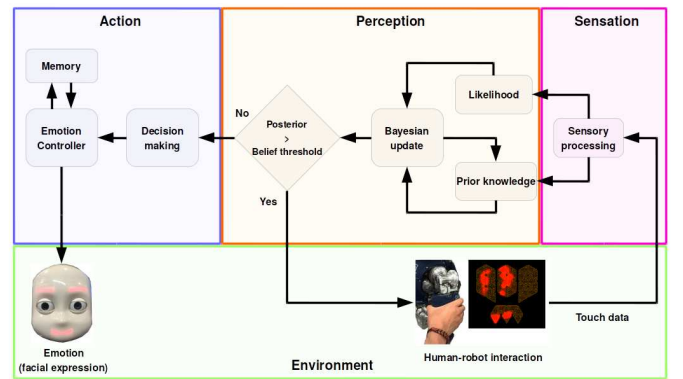 Action
Perception
Sensation
Memory
Likelihood
No
Emotion
Controller
Decision
making
Posterior
>
Belief threshold
Bayesian
update
Sensory
processing
Prior knowledge
Yes
Touch data
Emotion
(facial expression)
Human-robot interaction
Environment